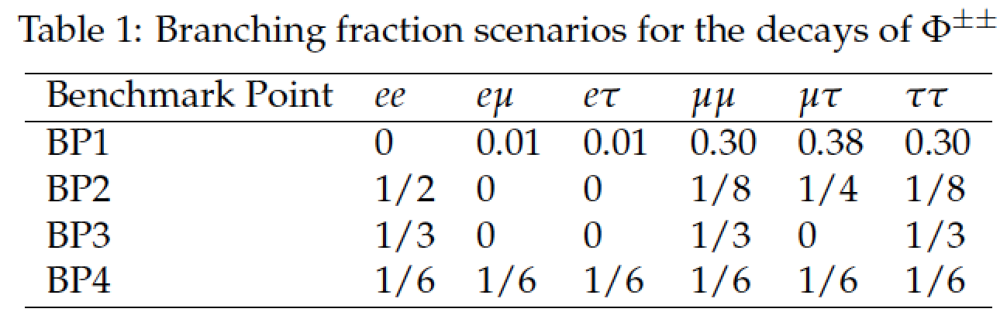 Table 1: Branching fraction scenarios for the decays of Φ±±
Benchmark Point ee eμ eτ μμ μτ ττ
BP1 0 0.01 0.01 0.30 0.38 0.30
BP2 1/2 0 0 1/8 1/4 1/8
BP3 1/3 0 0 1/3 0 1/3
BP4 1/6 1/6 1/6 1/6 1/6 1/6